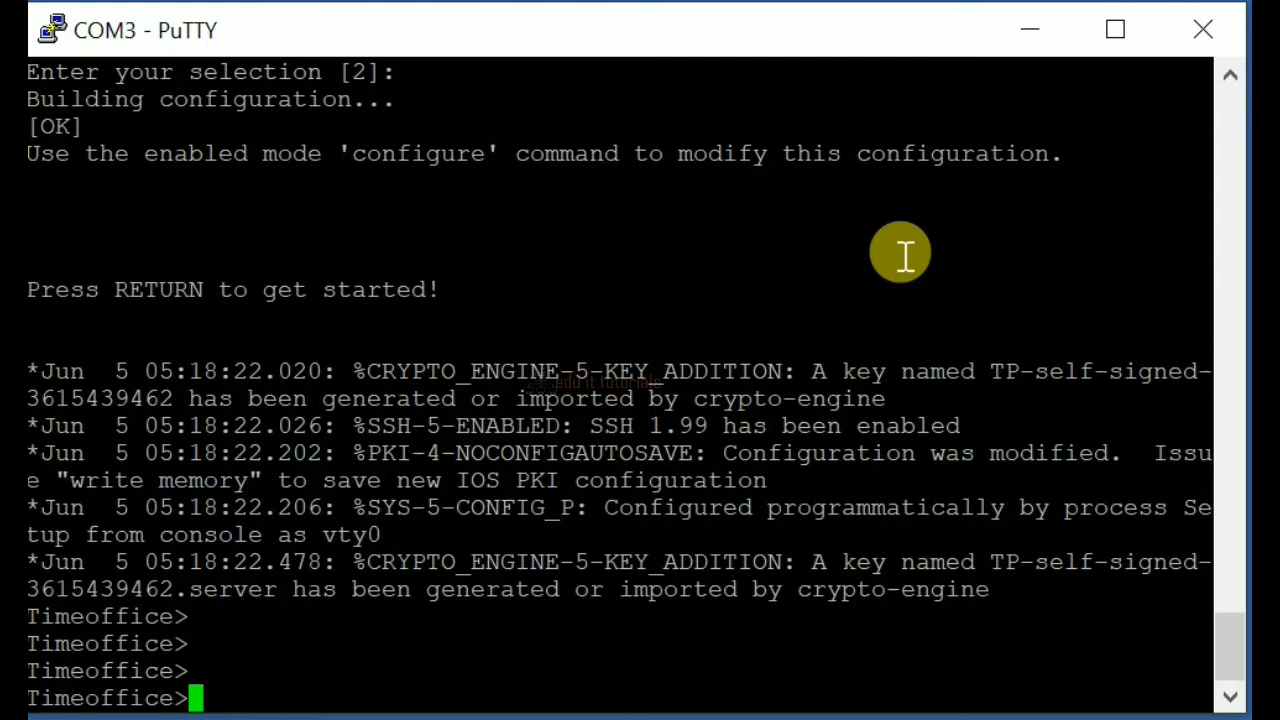 COM3 - PuTTY
Enter your selection [2]:
Building configuration...
[OK]
Use the enabled mode 'configure' command to modify this configuration.
Press RETURN to get started!
*Jun  5 05:18:22.020: %CRYPTO_ENGINE-5-KEY_ADDITION: A key named TP-self-signed-
edu it tutorials
3615439462 has been generated or imported by crypto-engine
*Jun  5 05:18:22.026: %SSH-5-ENABLED: SSH 1.99 has been enabled
*Jun  5 05:18:22.202: %PKI-4-NOCONFIGAUTOSAVE: Configuration was modified.  Issu
e "write memory" to save new IOS PKI configuration
*Jun  5 05:18:22.206: %SYS-5-CONFIG_P: Configured programmatically by process Se
tup from console as vty0
*Jun  5 05:18:22.478: %CRYPTO_ENGINE-5-KEY_ADDITION: A key named TP-self-signed-
3615439462.server has been generated or imported by crypto-engine
Timeoffice>
Timeoffice>
Timeoffice>
Timeoffice>